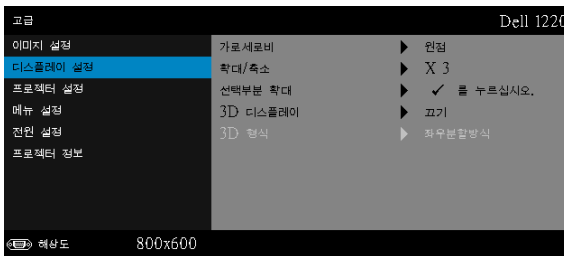 고급 Dell 1220
이미지 설정
디스플레이 설정
프로젝터 설정
메뉴 설정
전원 설정
프로젝터 정보
가로세로비 ▶ 원점
확대/축소 ▶ X 3
선택부분 확대 ▶ ✓ 를 누르십시오.
3D 디스플레이 ▶ 끄기
3D 형식 ▶ 좌우분할방식
해상도 800x600